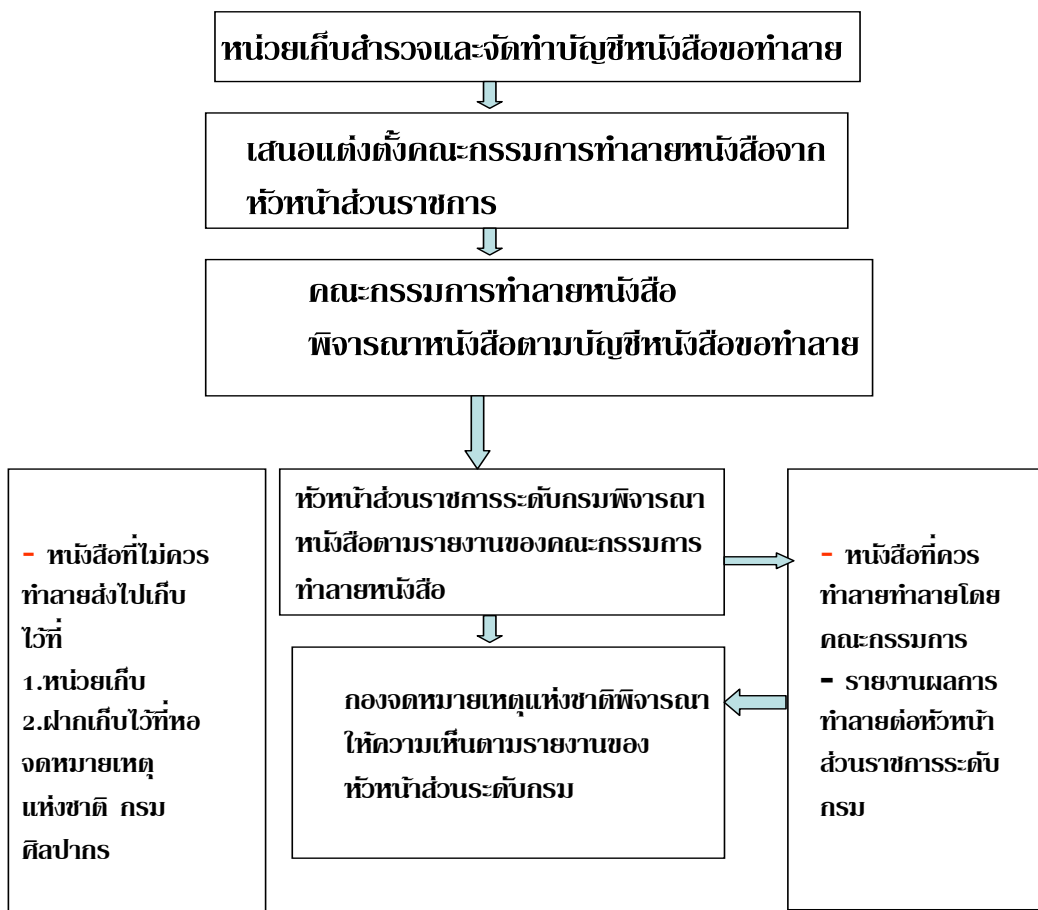 หน่วยเก็บสำรวจและจัดทำบัญชีหนังสือขอทำลาย
เสนอแต่งตั้งคณะกรรมการทำลายหนังสือจาก
หัวหน้าส่วนราชการ
คณะกรรมการทำลายหนังสือ
พิจารณาหนังสือตามบัญชีหนังสือขอทำลาย
- หนังสือที่ไม่ควร
ทำลายส่งไปเก็บ
ไว้ที่
1.หน่วยเก็บ
2.ฝากเก็บไว้ที่หอ
จดหมายเหตุ
แห่งชาติ กรม
ศิลปากร
หัวหน้าส่วนราชการระดับกรมพิจารณา
หนังสือตามรายงานของคณะกรรมการ
ทำลายหนังสือ
กองจดหมายเหตุแห่งชาติพิจารณา
ให้ความเห็นตามรายงานของ
หัวหน้าส่วนระดับกรม
- หนังสือที่ควร
ทำลายทำลายโดย
คณะกรรมการ
- รายงานผลการ
ทำลายต่อหัวหน้า
ส่วนราชการระดับ
กรม